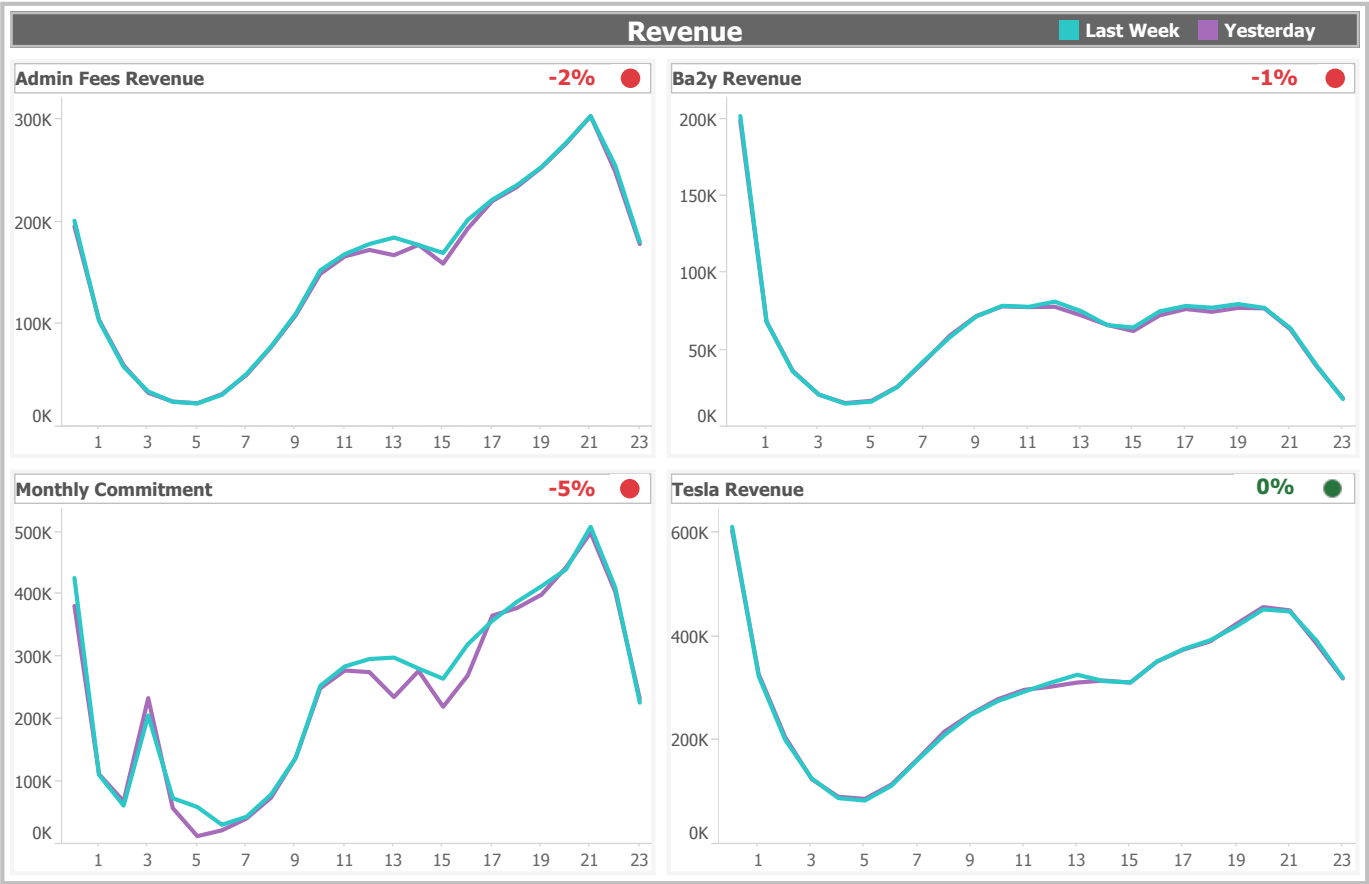 Revenue
Last Week Yesterday
Admin Fees Revenue -2%
300K
200K
100K
0K
1 3 5 7 9 11 13 15 17 19 21 23
Ba2y Revenue -1%
200K
150K
100K
50K
0K
1 3 5 7 9 11 13 15 17 19 21 23
Monthly Commitment -5%
500K
400K
300K
200K
100K
0K
1 3 5 7 9 11 13 15 17 19 21 23
Tesla Revenue 0%
600K
400K
200K
0K
1 3 5 7 9 11 13 15 17 19 21 23